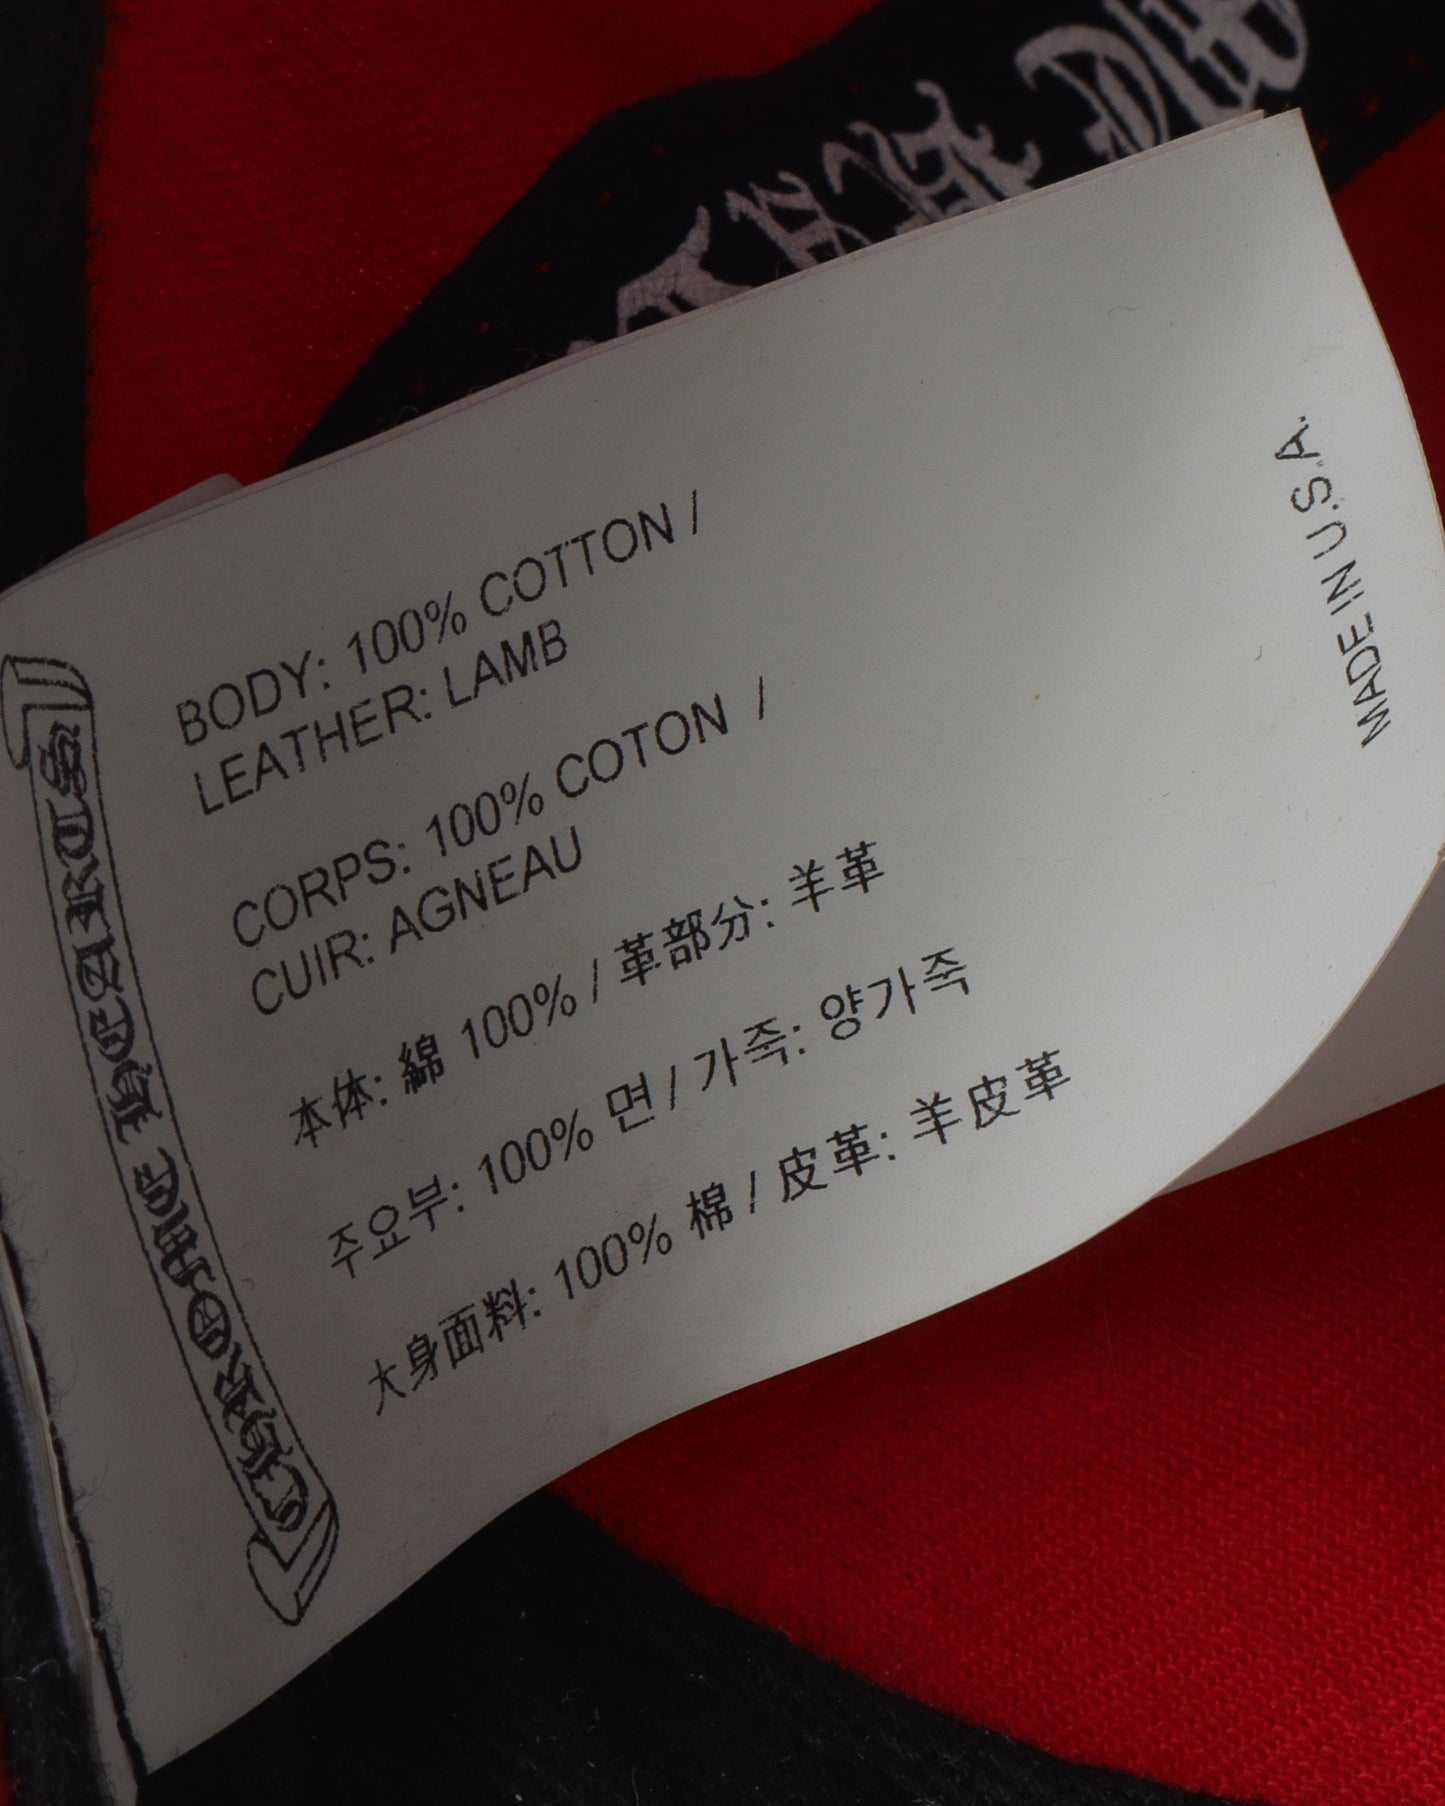 BODY: 100% COTTON /
LEATHER: LAMB
CORPS: 100% COTON /
CUIR: AGNEAU
本体: 綿 100% / 革部分: 羊革
주요부: 100% 면 / 가죽: 양가죽
大身面料: 100% 棉 / 皮革: 羊皮革
MADE IN U.S.A.
CHROME HEARTS